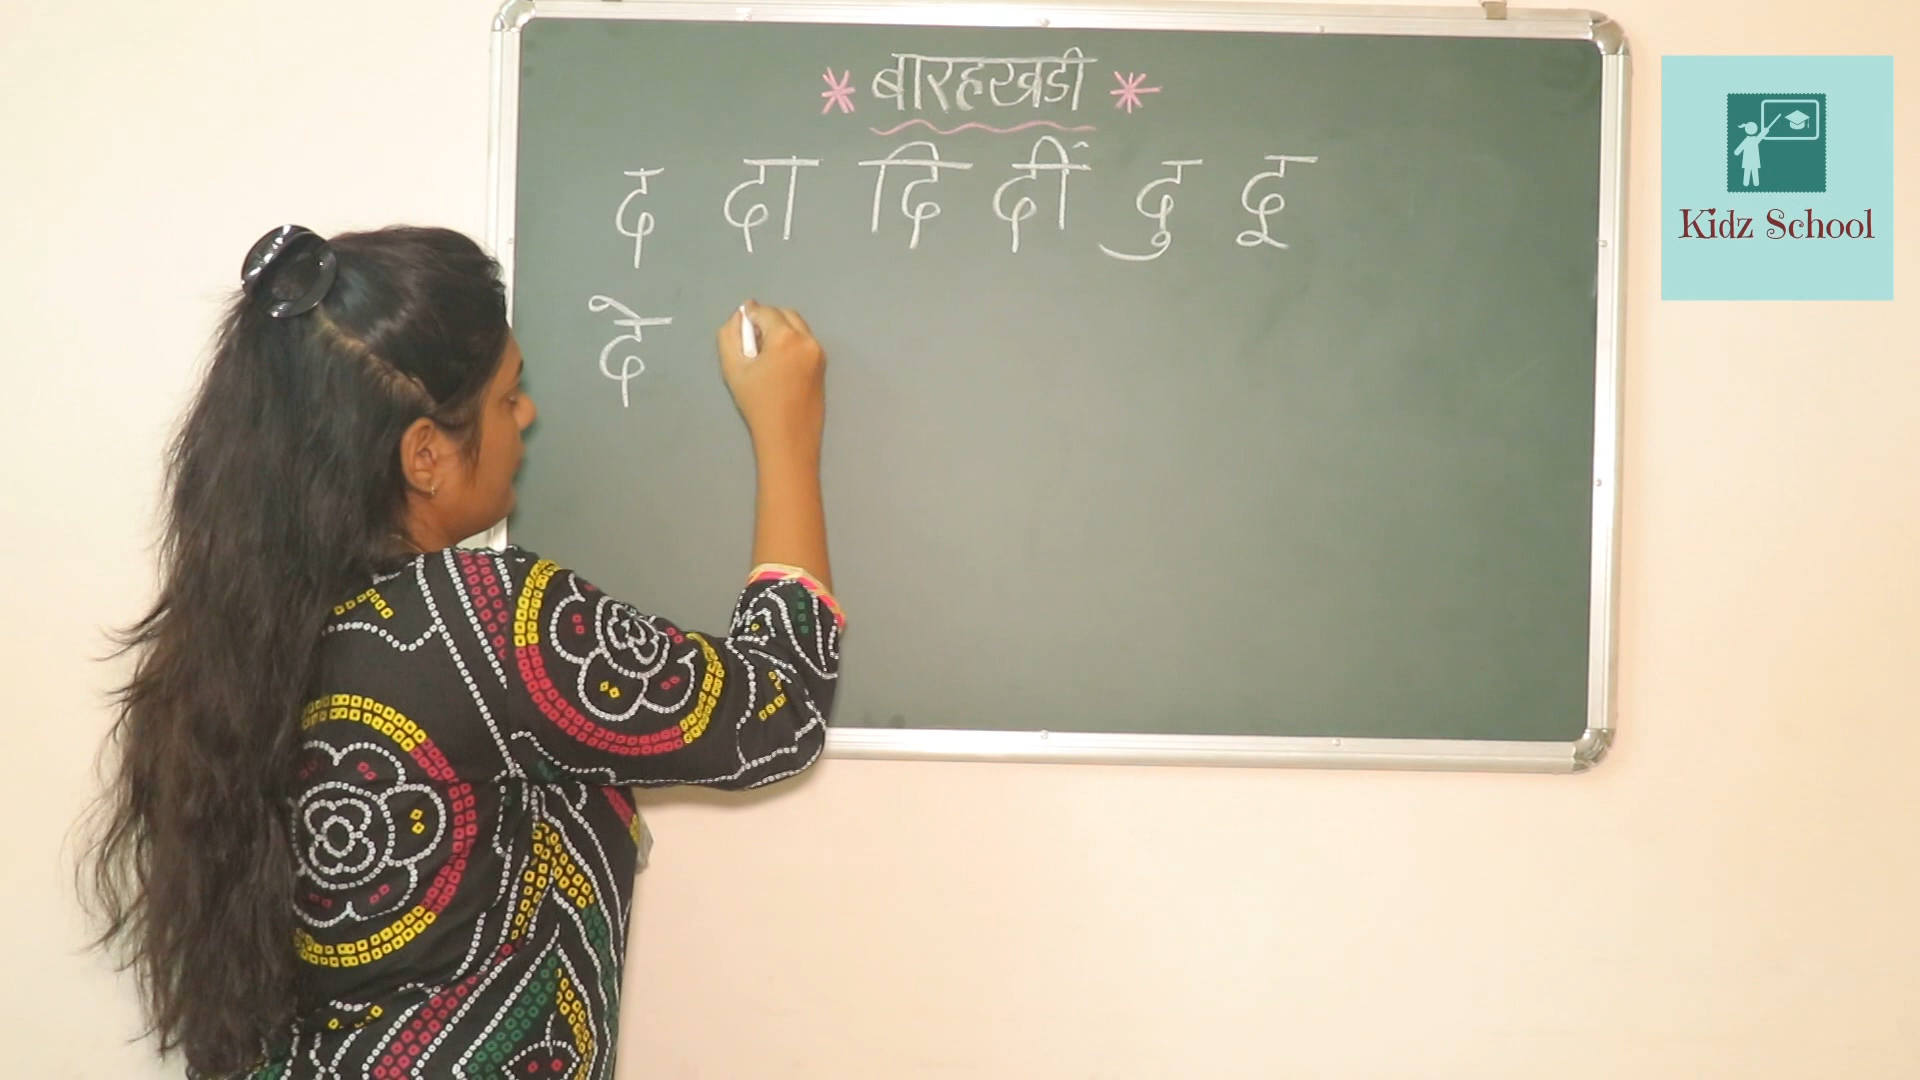 * बारहखडी *
द दा दि दीं दु दू
दे
Kidz School